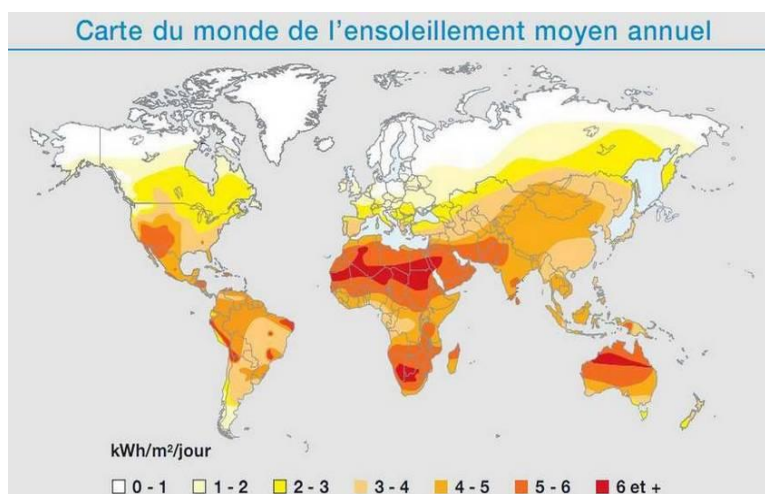 Carte du monde de l'ensoleillement moyen annuel
kWh/m²/jour
0 - 1 1 - 2 2 - 3 3 - 4 4 - 5 5 - 6 6 et +